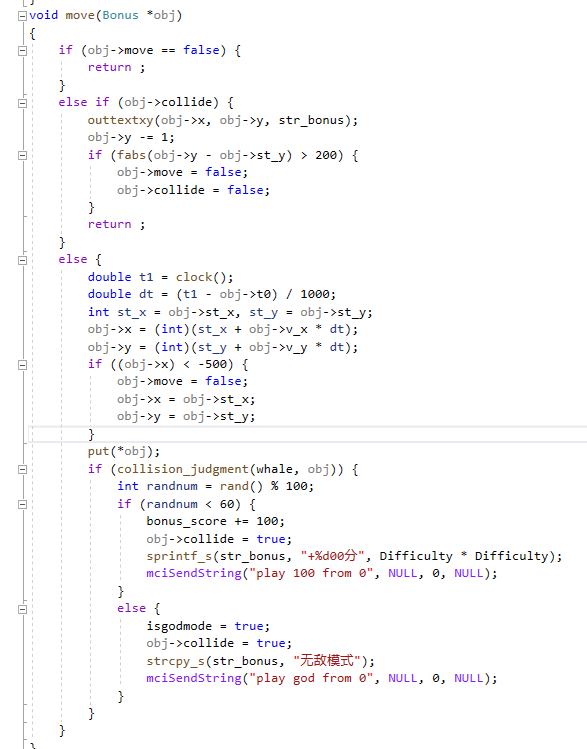 void move(Bonus *obj)
{
    if (obj->move == false) {
        return ;
    }
    else if (obj->collide) {
        outtextxy(obj->x, obj->y, str_bonus);
        obj->y -= 1;
        if (fabs(obj->y - obj->st_y) > 200) {
            obj->move = false;
            obj->collide = false;
        }
        return ;
    }
    else {
        double t1 = clock();
        double dt = (t1 - obj->t0) / 1000;
        int st_x = obj->st_x, st_y = obj->st_y;
        obj->x = (int)(st_x + obj->v_x * dt);
        obj->y = (int)(st_y + obj->v_y * dt);
        if ((obj->x) < -500) {
            obj->move = false;
            obj->x = obj->st_x;
            obj->y = obj->st_y;
        }
        put(*obj);
        if (collision_judgment(whale, obj)) {
            int randnum = rand() % 100;
            if (randnum < 60) {
                bonus_score += 100;
                obj->collide = true;
                sprintf_s(str_bonus, "+%d00分", Difficulty * Difficulty);
                mciSendString("play 100 from 0", NULL, 0, NULL);
            }
            else {
                isgodmode = true;
                obj->collide = true;
                strcpy_s(str_bonus, "无敌模式");
                mciSendString("play god from 0", NULL, 0, NULL);
            }
        }
    }
}